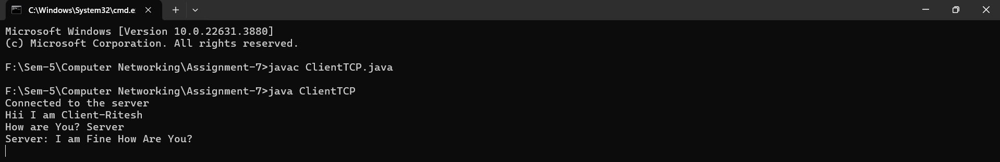 C:\Windows\System32\cmd.e
Microsoft Windows [Version 10.0.22631.3880]
(c) Microsoft Corporation. All rights reserved.
F:\Sem-5\Computer Networking\Assignment-7>javac ClientTCP.java
F:\Sem-5\Computer Networking\Assignment-7>java ClientTCP
Connected to the server
Hii I am Client-Ritesh
How are You? Server
Server: I am Fine How Are You?